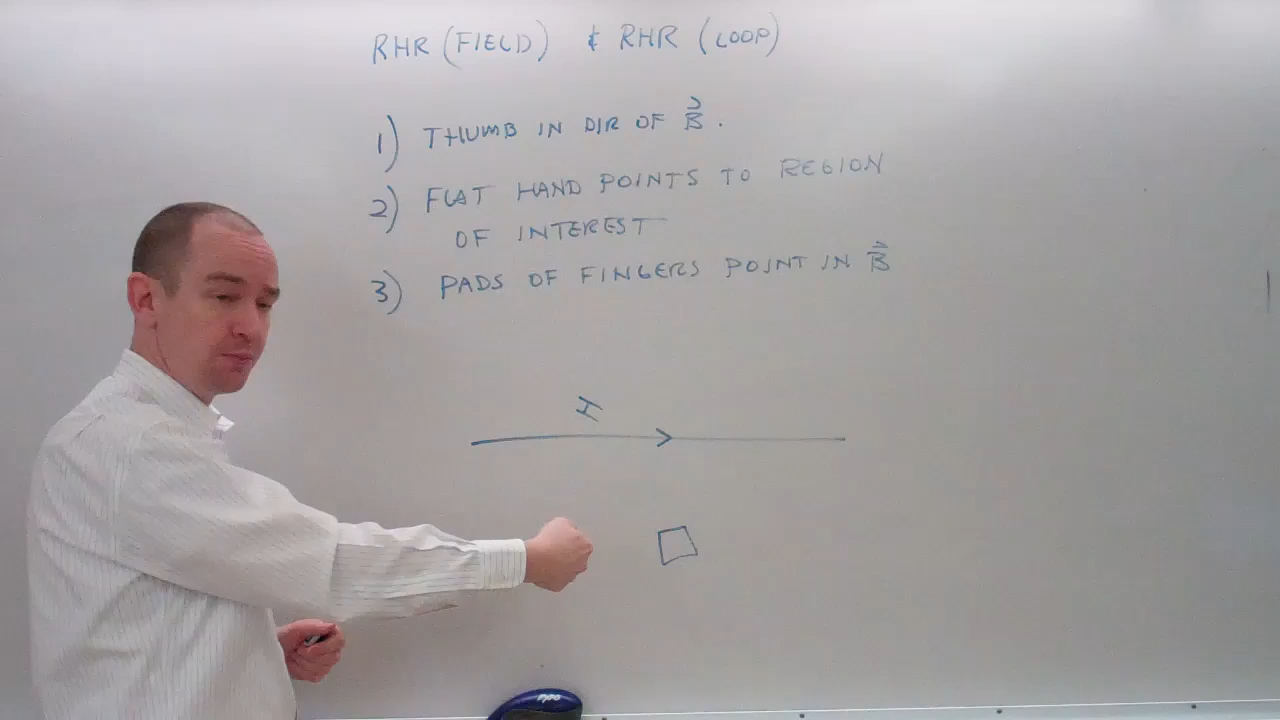 RHR (FIELD) & RHR (LOOP)
1) THUMB IN DIR OF B⃗.
2) FLAT HAND POINTS TO REGION
OF INTEREST
3) PADS OF FINGERS POINT IN B⃗
I
EXPO